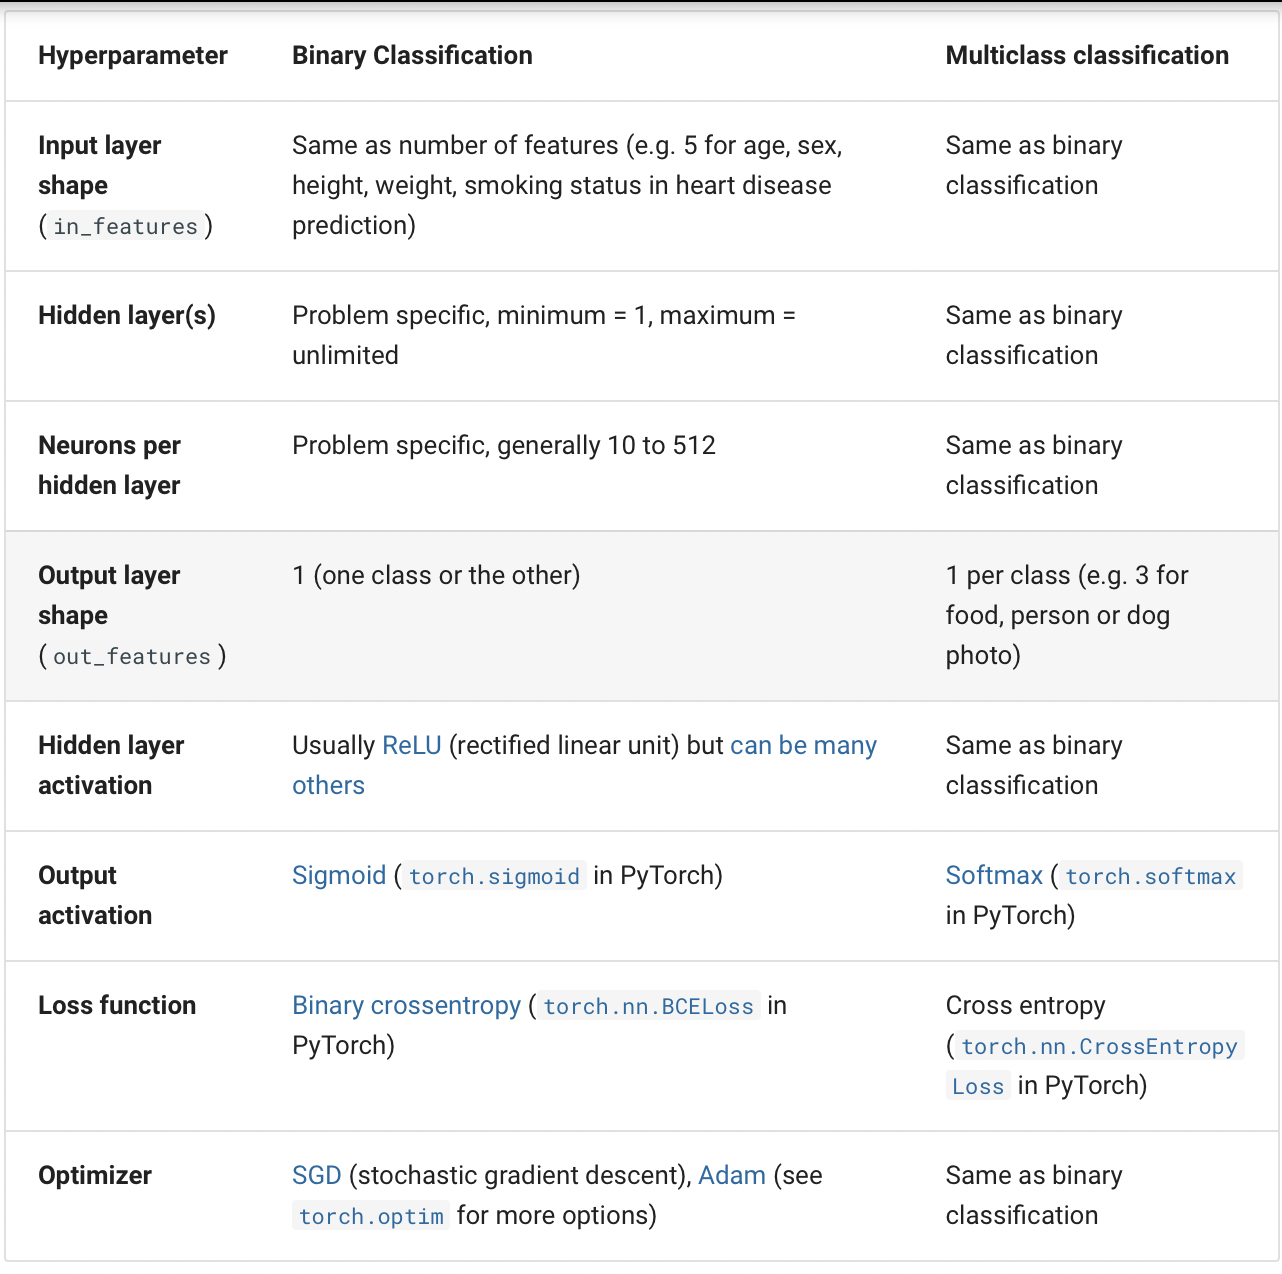 Hyperparameter
Binary Classification
Multiclass classification
Input layer
shape
(in_features)
Same as number of features (e.g. 5 for age, sex,
height, weight, smoking status in heart disease
prediction)
Same as binary
classification
Hidden layer(s)
Problem specific, minimum = 1, maximum =
unlimited
Same as binary
classification
Neurons per
hidden layer
Problem specific, generally 10 to 512
Same as binary
classification
Output layer
shape
(out_features)
1 (one class or the other)
1 per class (e.g. 3 for
food, person or dog
photo)
Hidden layer
activation
Usually ReLU (rectified linear unit) but can be many
others
Same as binary
classification
Output
activation
Sigmoid (torch.sigmoid in PyTorch)
Softmax (torch.softmax
in PyTorch)
Loss function
Binary crossentropy (torch.nn.BCELoss in
PyTorch)
Cross entropy
(torch.nn.CrossEntropy
Loss in PyTorch)
Optimizer
SGD (stochastic gradient descent), Adam (see
torch.optim for more options)
Same as binary
classification